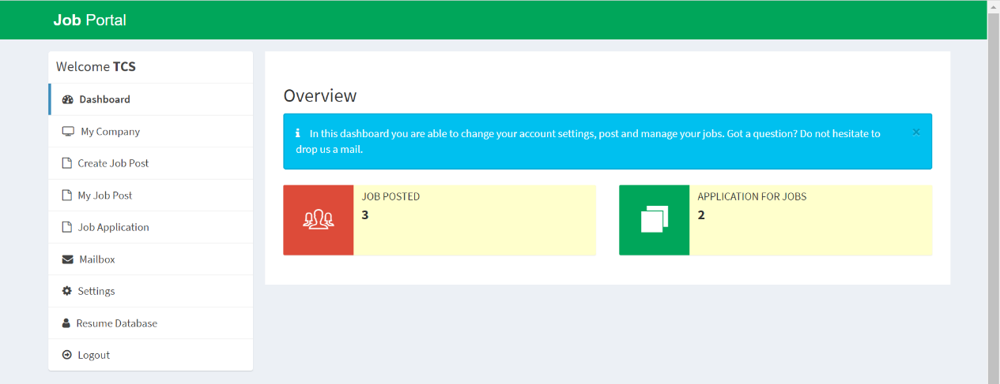 Job Portal
Welcome TCS
Dashboard
My Company
Create Job Post
My Job Post
Job Application
Mailbox
Settings
Resume Database
Logout
Overview
In this dashboard you are able to change your account settings, post and manage your jobs. Got a question? Do not hesitate to
drop us a mail.
×
JOB POSTED
3
APPLICATION FOR JOBS
2